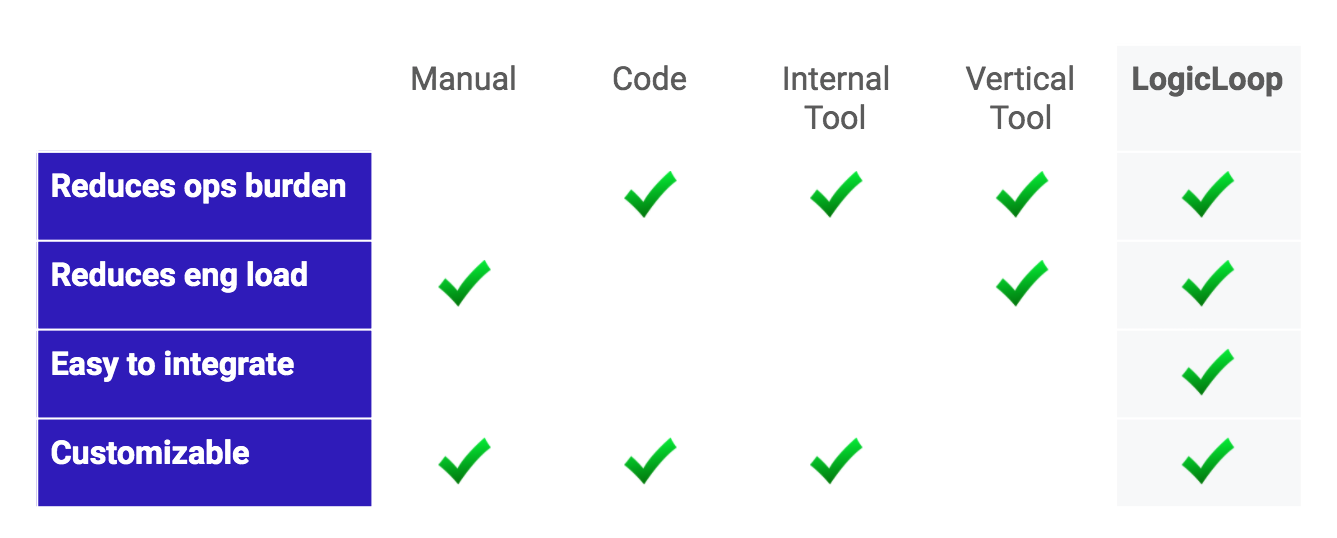 Manual Code Internal Vertical LogicLoop
Tool Tool
Reduces ops burden
Reduces eng load
Easy to integrate
Customizable